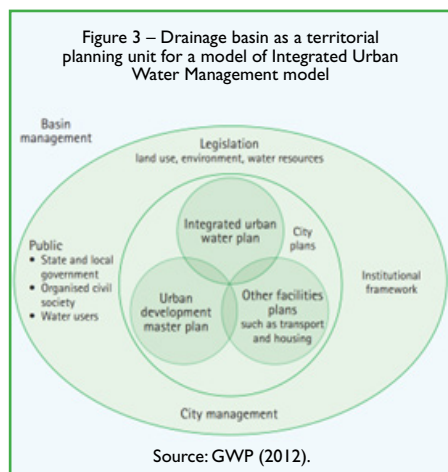 Figure 3 – Drainage basin as a territorial
planning unit for a model of Integrated Urban
Water Management model
Basin
management
Legislation
land use, environment, water resources
Integrated urban
water plan
City
plans
Public
• State and local
government
• Organised civil
society
• Water users
Urban
development
master plan
Other facilities
plans
such as transport
and housing
Institutional
framework
City management
Source: GWP (2012).